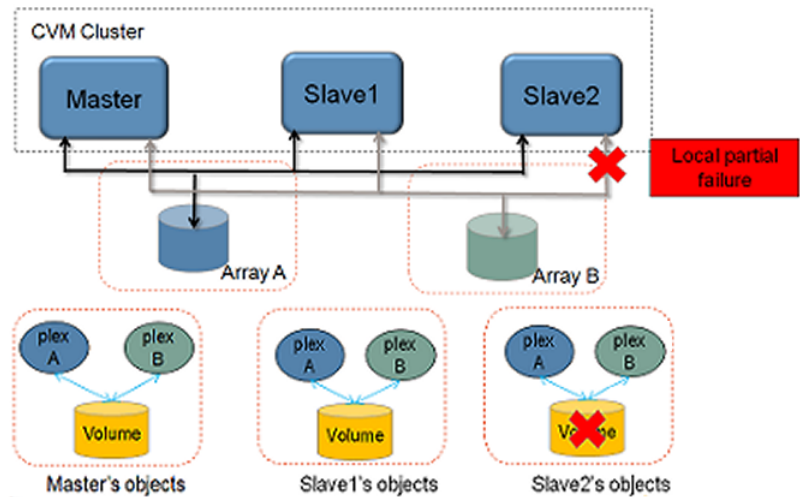 CVM Cluster
Master
Slave1
Slave2
Local partial
failure
Array A
Array B
plex
A
plex
B
Volume
plex
A
plex
B
Volume
plex
A
plex
B
Master's objects
Slave1's objects
Slave2's objects